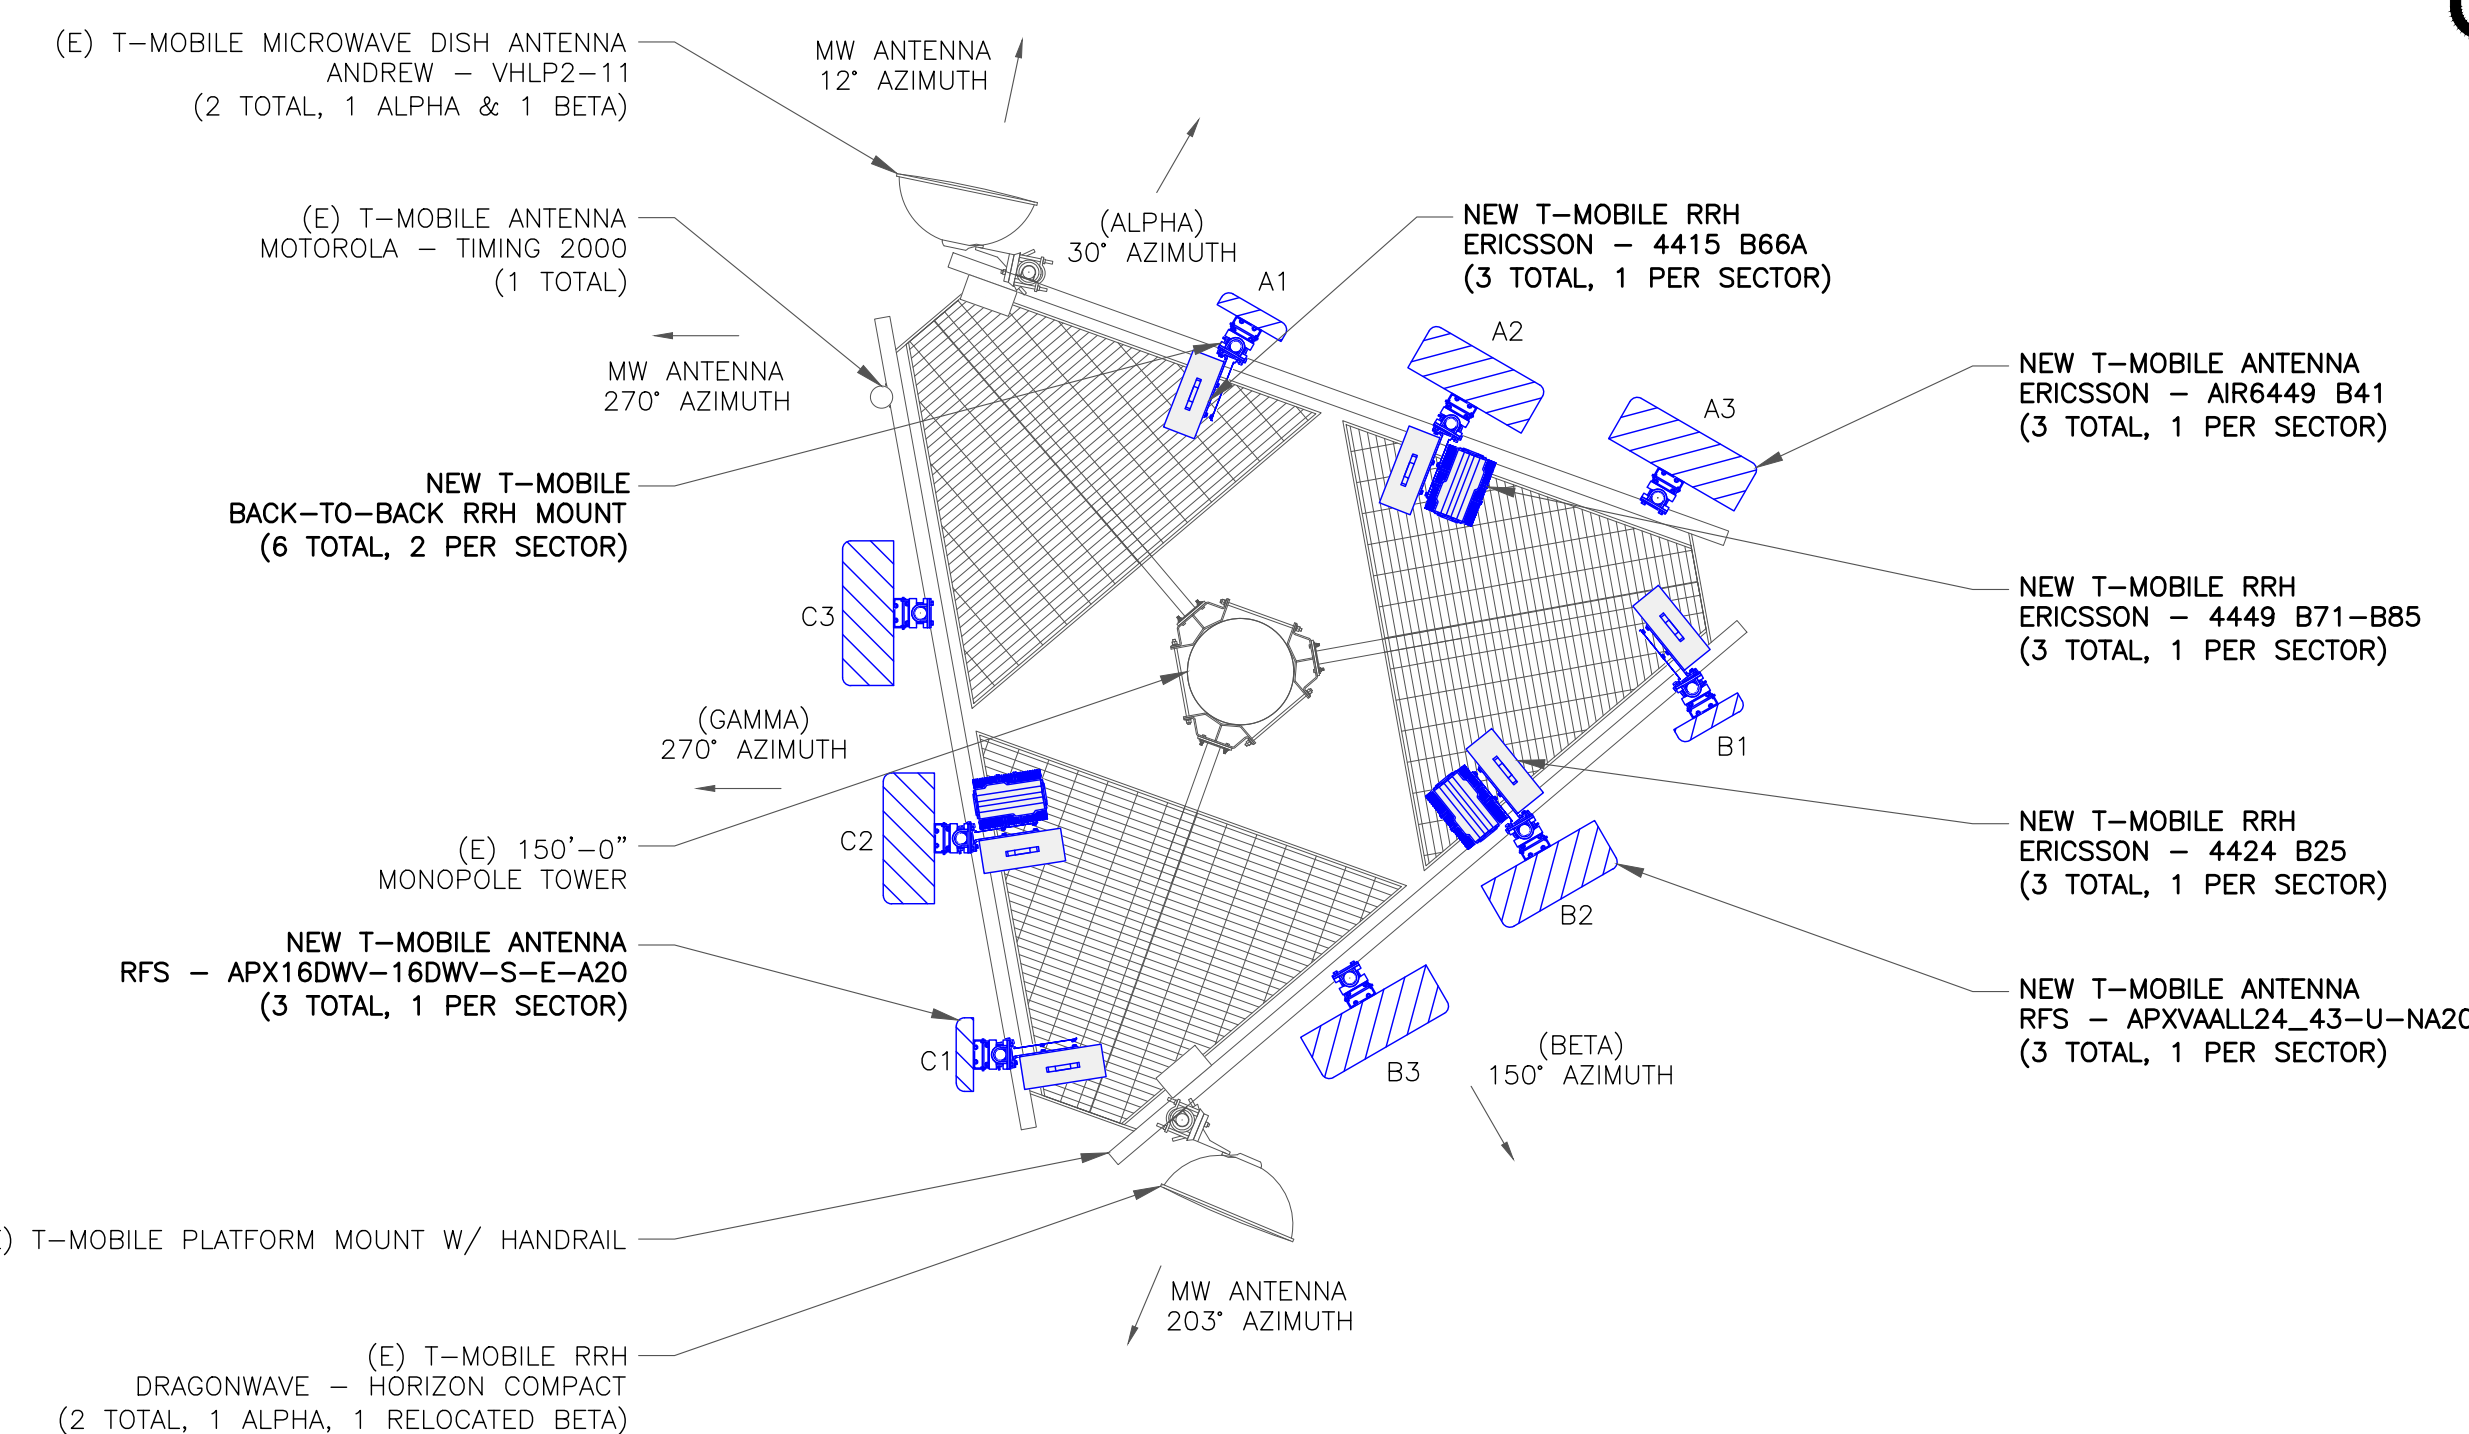 (E) T-MOBILE MICROWAVE DISH ANTENNA
ANDREW - VHLP2-11
(2 TOTAL, 1 ALPHA & 1 BETA)
MW ANTENNA
12° AZIMUTH
(E) T-MOBILE ANTENNA
MOTOROLA - TIMING 2000
(1 TOTAL)
(ALPHA)
30° AZIMUTH
NEW T-MOBILE RRH
ERICSSON - 4415 B66A
(3 TOTAL, 1 PER SECTOR)
A1
A2
A3
MW ANTENNA
270° AZIMUTH
NEW T-MOBILE ANTENNA
ERICSSON - AIR6449 B41
(3 TOTAL, 1 PER SECTOR)
NEW T-MOBILE
BACK-TO-BACK RRH MOUNT
(6 TOTAL, 2 PER SECTOR)
NEW T-MOBILE RRH
ERICSSON - 4449 B71-B85
(3 TOTAL, 1 PER SECTOR)
C3
(GAMMA)
270° AZIMUTH
B1
C2
(E) 150'-0"
MONOPOLE TOWER
NEW T-MOBILE RRH
ERICSSON - 4424 B25
(3 TOTAL, 1 PER SECTOR)
B2
NEW T-MOBILE ANTENNA
RFS - APX16DWV-16DWV-S-E-A20
(3 TOTAL, 1 PER SECTOR)
NEW T-MOBILE ANTENNA
RFS - APXVAALL24_43-U-NA20
(3 TOTAL, 1 PER SECTOR)
C1
B3
(BETA)
150° AZIMUTH
) T-MOBILE PLATFORM MOUNT W/ HANDRAIL
MW ANTENNA
203° AZIMUTH
(E) T-MOBILE RRH
DRAGONWAVE - HORIZON COMPACT
(2 TOTAL, 1 ALPHA, 1 RELOCATED BETA)